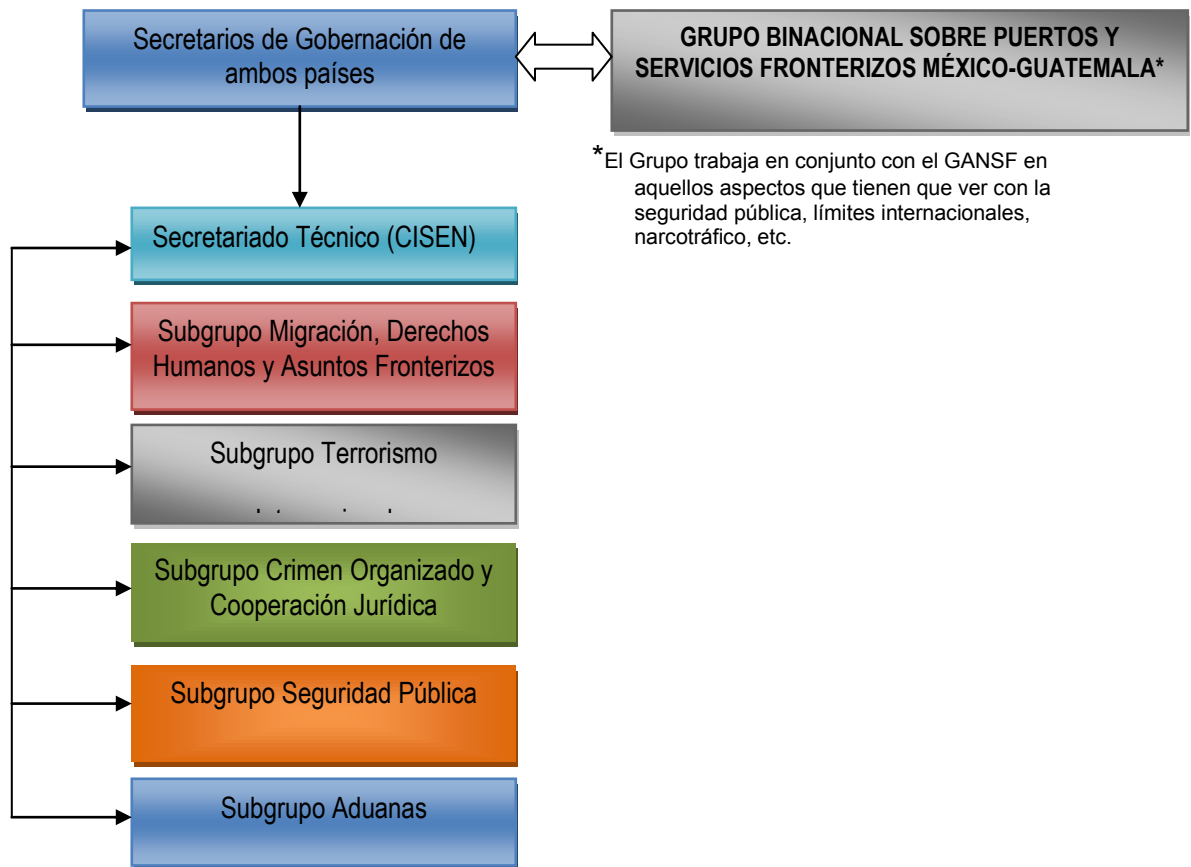 Secretarios de Gobernación de
ambos países
GRUPO BINACIONAL SOBRE PUERTOS Y
SERVICIOS FRONTERIZOS MÉXICO-GUATEMALA*
*El Grupo trabaja en conjunto con el GANSF en
aquellos aspectos que tienen que ver con la
seguridad pública, límites internacionales,
narcotráfico, etc.
Secretariado Técnico (CISEN)
Subgrupo Migración, Derechos
Humanos y Asuntos Fronterizos
Subgrupo Terrorismo
Subgrupo Crimen Organizado y
Cooperación Jurídica
Subgrupo Seguridad Pública
Subgrupo Aduanas